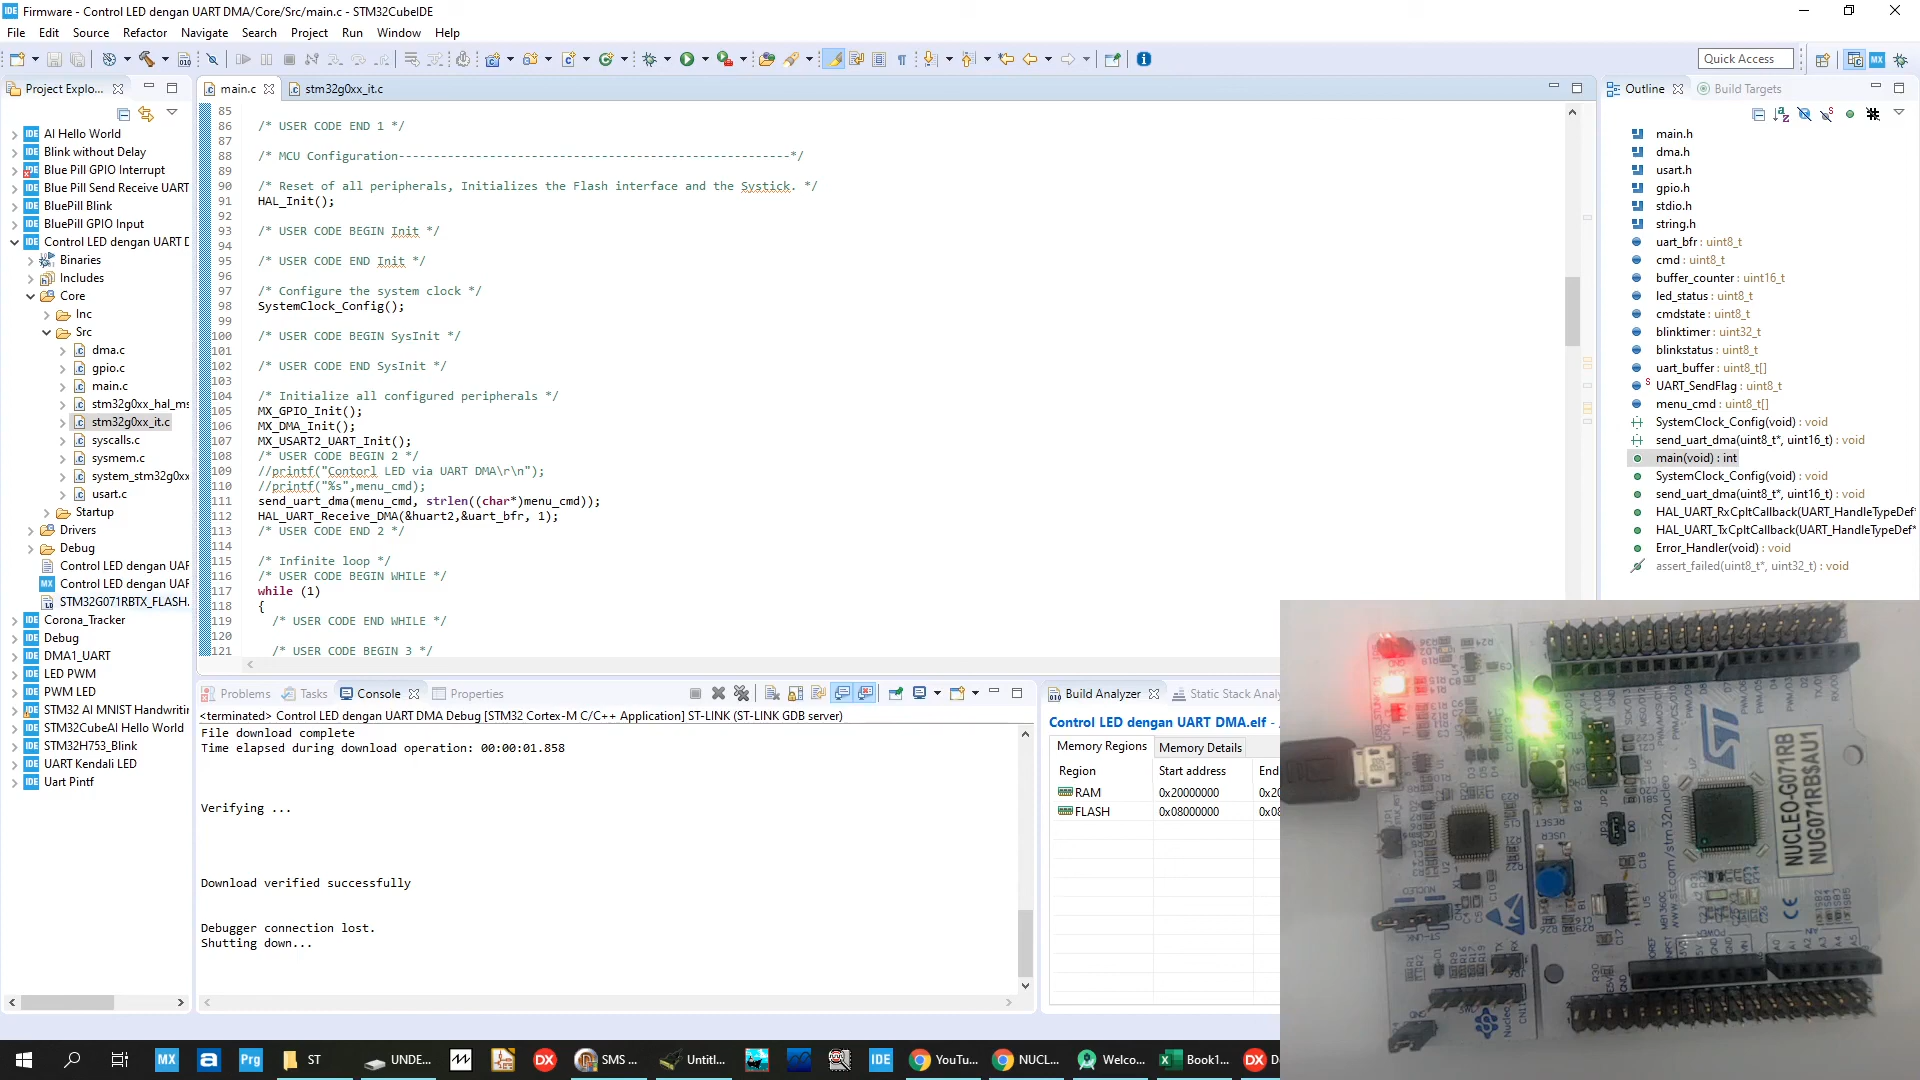 Firmware - Control LED dengan UART DMA/Core/Src/main.c - STM32CubeIDE
File Edit Source Refactor Navigate Search Project Run Window Help
Quick Access
Project Explo...
AI Hello World
Blink without Delay
Blue Pill GPIO Interrupt
Blue Pill Send Receive UART
BluePill Blink
BluePill GPIO Input
Control LED dengan UART D
Binaries
Includes
Core
Inc
Src
dma.c
gpio.c
main.c
stm32g0xx_hal_ms
stm32g0xx_it.c
syscalls.c
sysmem.c
system_stm32g0xx
usart.c
Startup
Drivers
Debug
Control LED dengan UAR
Control LED dengan UAR
STM32G071RBTX_FLASH.
Corona_Tracker
Debug
DMA1_UART
LED PWM
PWM LED
STM32 AI MNIST Handwritin
STM32CubeAI Hello World
STM32H753_Blink
UART Kendali LED
Uart Pintf
main.c stm32g0xx_it.c
85
86 /* USER CODE END 1 */
87
88 /* MCU Configuration--------------------------------------------------------*/
89
90 /* Reset of all peripherals, Initializes the Flash interface and the Systick. */
91 HAL_Init();
92
93 /* USER CODE BEGIN Init */
94
95 /* USER CODE END Init */
96
97 /* Configure the system clock */
98 SystemClock_Config();
99
100 /* USER CODE BEGIN SysInit */
101
102 /* USER CODE END SysInit */
103
104 /* Initialize all configured peripherals */
105 MX_GPIO_Init();
106 MX_DMA_Init();
107 MX_USART2_UART_Init();
108 /* USER CODE BEGIN 2 */
109 //printf("Contorl LED via UART DMA\r\n");
110 //printf("%s",menu_cmd);
111 send_uart_dma(menu_cmd, strlen((char*)menu_cmd));
112 HAL_UART_Receive_DMA(&huart2,&uart_bfr, 1);
113 /* USER CODE END 2 */
114
115 /* Infinite loop */
116 /* USER CODE BEGIN WHILE */
117 while (1)
118 {
119 /* USER CODE END WHILE */
120
121 /* USER CODE BEGIN 3 */
Outline Build Targets
main.h
dma.h
usart.h
gpio.h
stdio.h
string.h
uart_bfr : uint8_t
cmd : uint8_t
buffer_counter : uint16_t
led_status : uint8_t
cmdstate : uint8_t
blinktimer : uint32_t
blinkstatus : uint8_t
uart_buffer : uint8_t[]
UART_SendFlag : uint8_t
menu_cmd : uint8_t[]
SystemClock_Config(void) : void
send_uart_dma(uint8_t*, uint16_t) : void
main(void) : int
SystemClock_Config(void) : void
send_uart_dma(uint8_t*, uint16_t) : void
HAL_UART_RxCpltCallback(UART_HandleTypeDef*
HAL_UART_TxCpltCallback(UART_HandleTypeDef*
Error_Handler(void) : void
assert_failed(uint8_t*, uint32_t) : void
Problems Tasks Console Properties
<terminated> Control LED dengan UART DMA Debug [STM32 Cortex-M C/C++ Application] ST-LINK (ST-LINK GDB server)
File download complete
Time elapsed during download operation: 00:00:01.858
Verifying ...
Download verified successfully
Debugger connection lost.
Shutting down...
Build Analyzer Static Stack Analy
Control LED dengan UART DMA.elf -
Memory Regions Memory Details
Region Start address End
RAM 0x20000000 0x20
FLASH 0x08000000 0x08
NUCLEO-G071RB
NUG071RB$AU1
www.st.com/stm32nucleo
MB1360C
RESET
USER
ST-LINK
UNDE... SMS ... Untitl... YouTu... NUCL... Welco... Book1...
ST